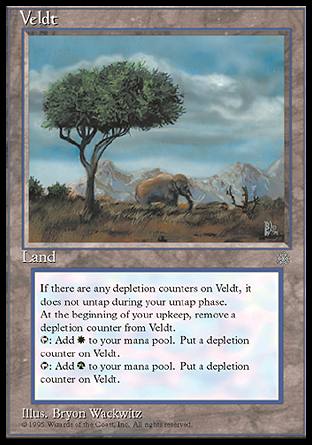 Veldt
Land
If there are any depletion counters on Veldt, it
does not untap during your untap phase.
At the beginning of your upkeep, remove a
depletion counter from Veldt.
: Add to your mana pool. Put a depletion
counter on Veldt.
: Add to your mana pool. Put a depletion
counter on Veldt.
Illus. Bryon Wackwitz
© 1995 Wizards of the Coast, Inc. All rights reserved.